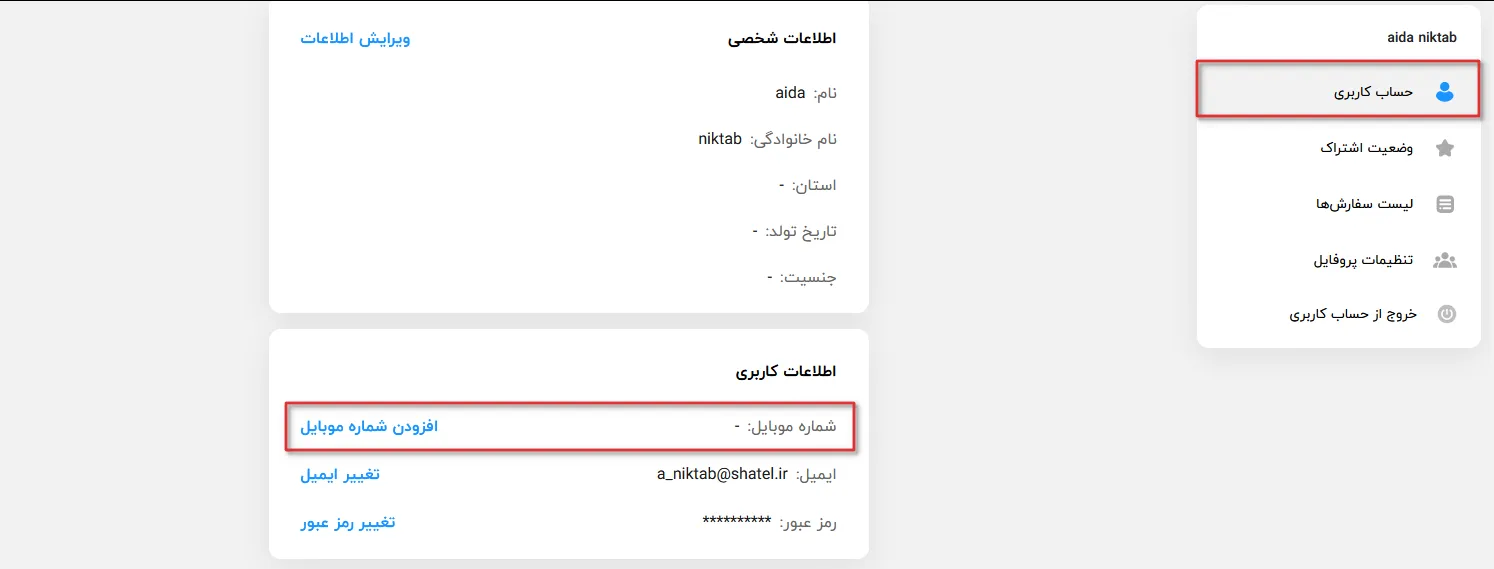 aida niktab
حساب کاربری
وضعیت اشتراک
لیست سفارش‌ها
تنظیمات پروفایل
خروج از حساب کاربری
اطلاعات شخصی
ویرایش اطلاعات
نام: aida
نام خانوادگی: niktab
استان: -
تاریخ تولد: -
جنسیت: -
اطلاعات کاربری
شماره موبایل: -
افزودن شماره موبایل
ایمیل: a_niktab@shatel.ir
تغییر ایمیل
رمز عبور: **********
تغییر رمز عبور